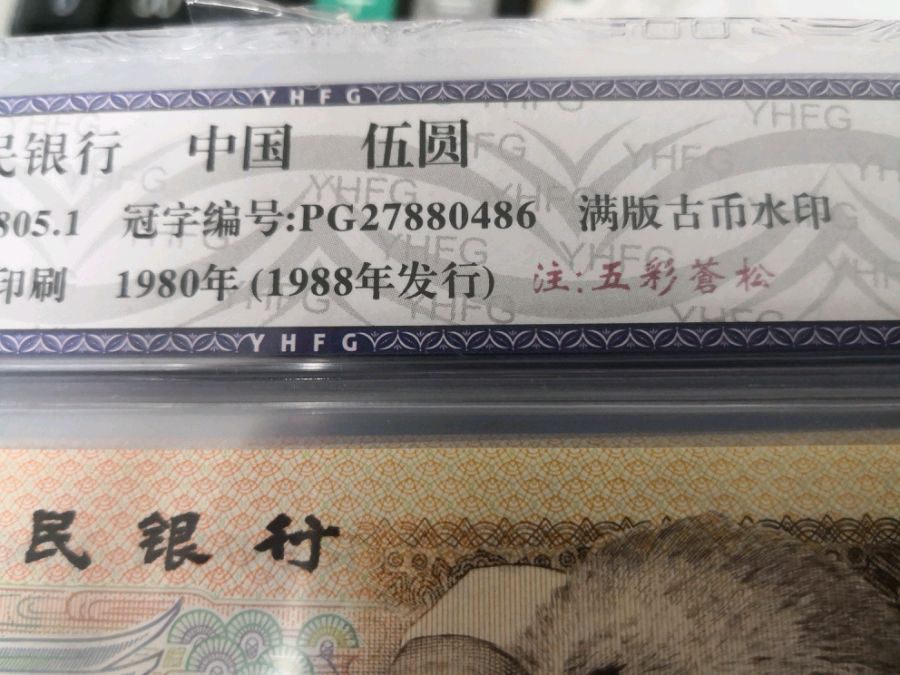 YHFG
民银行 中国 伍圆
805.1 冠字编号:PG27880486 满版古币水印
印刷 1980年 (1988年发行) 注:五彩蒼松
YHFG
民银行